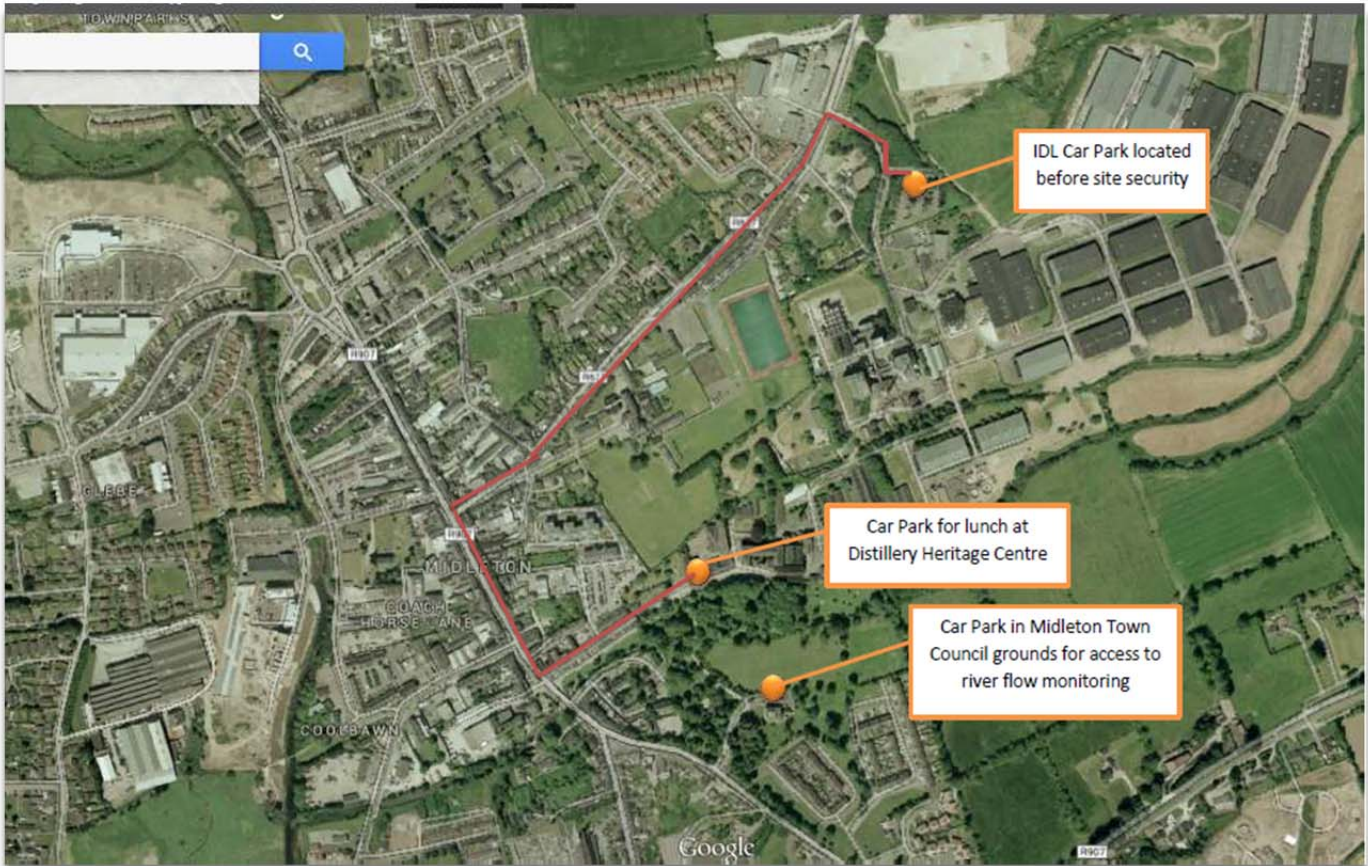 TOWNPARKS
IDL Car Park located
before site security
R907
GLEBE
R907
Car Park for lunch at
Distillery Heritage Centre
MIDLETON
COACH
HORSE LANE
Car Park in Midleton Town
Council grounds for access to
river flow monitoring
COOLBAWN
Google
R907